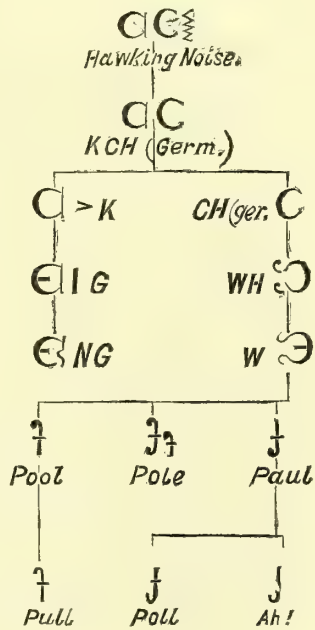 Hawking Noise.
KCH (Germ.)
> K CH (ger.
I G WH
NG W
Pool Pole Paul
Pull Poll Ah!